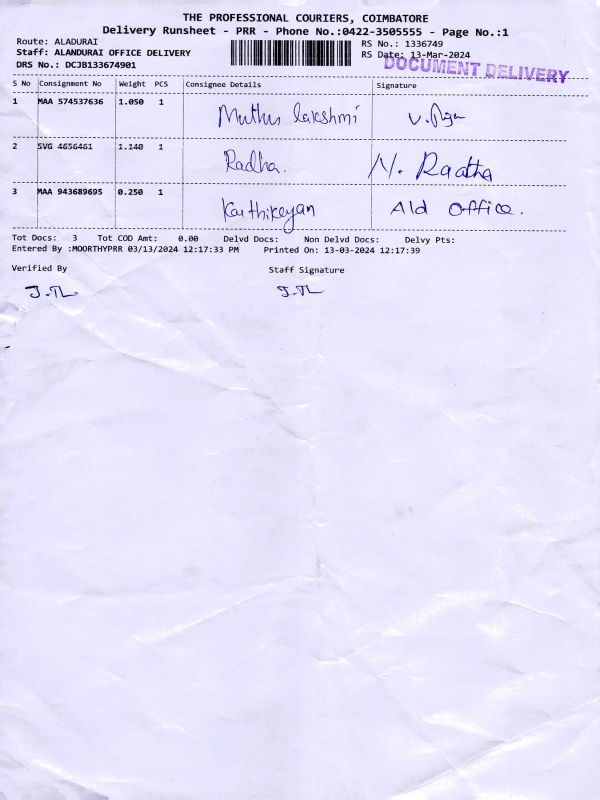 THE PROFESSIONAL COURIERS, COIMBATORE
Delivery Runsheet - PRR - Phone No.:0422-3505555 - Page No.:1
Route: ALADURAI
RS No.: 1336749
Staff: ALANDURAI OFFICE DELIVERY
RS Date: 13-Mar-2024
DRS No.: DCJB133674901
DOCUMENT DELIVERY
S No Consignment No Weight PCS Consignee Details Signature
1 MAA 574537636 1.050 1 Muthu lakshmi V.
2 SVG 4656461 1.140 1 Radha. N. Raatha
3 MAA 943689695 0.250 1 Karthikeyan Ald Office.
Tot Docs: 3 Tot COD Amt: 0.00 Delvd Docs: Non Delvd Docs: Delvy Pts:
Entered By :MOORTHYPRR 03/13/2024 12:17:33 PM Printed On: 13-03-2024 12:17:39
Verified By Staff Signature